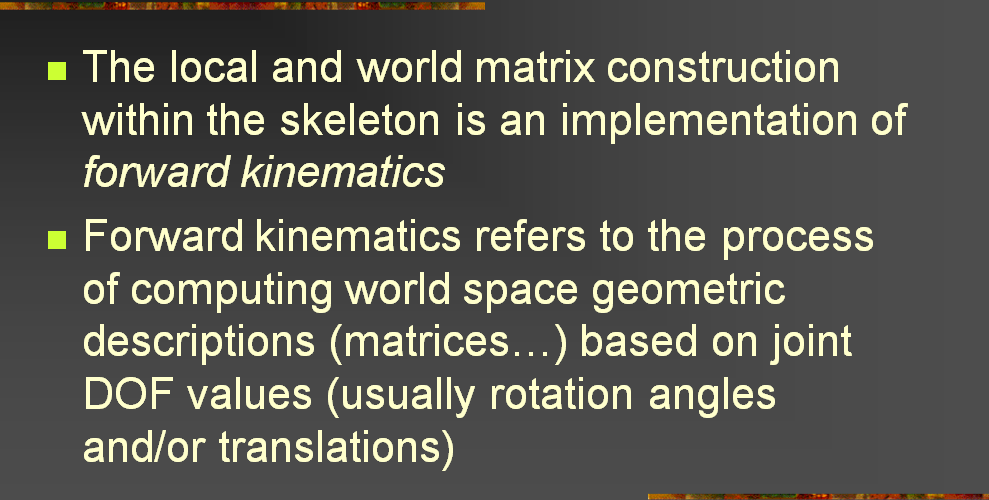 The local and world matrix construction
within the skeleton is an implementation of
forward kinematics
Forward kinematics refers to the process
of computing world space geometric
descriptions (matrices…) based on joint
DOF values (usually rotation angles
and/or translations)